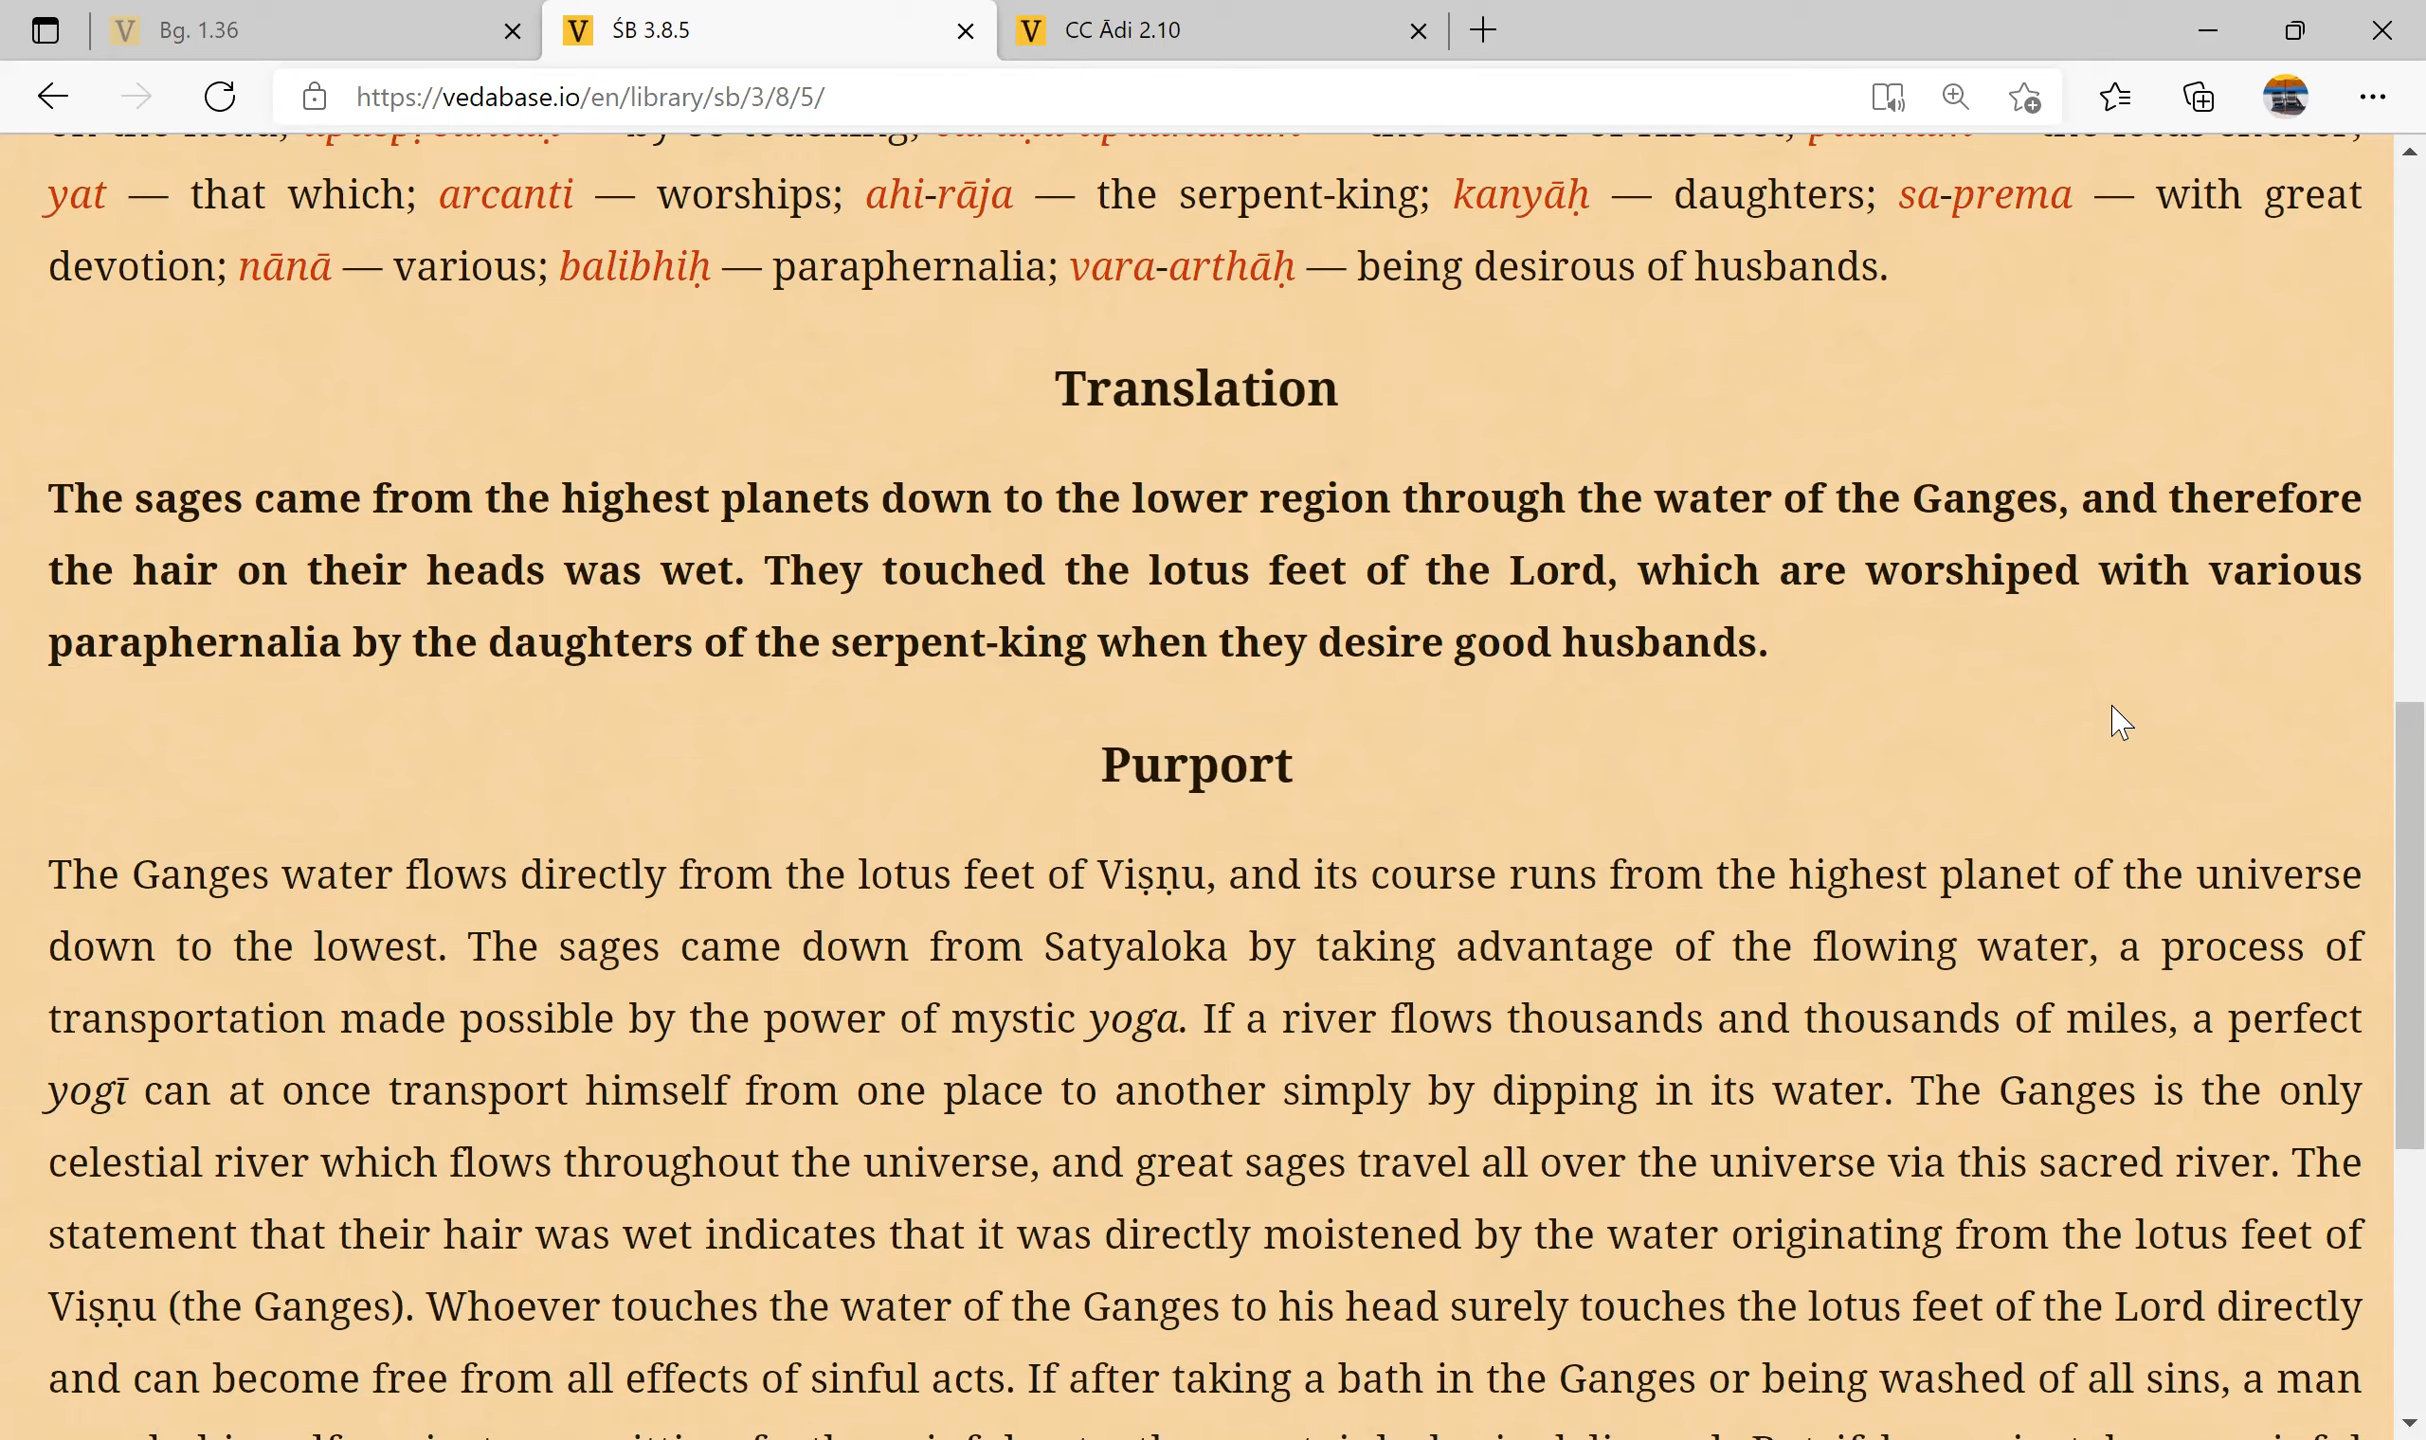 Bg. 1.36
ŚB 3.8.5
CC Ādi 2.10
https://vedabase.io/en/library/sb/3/8/5/
yat — that which; arcanti — worships; ahi-rāja — the serpent-king; kanyāḥ — daughters; sa-prema — with great
devotion; nānā — various; balibhiḥ — paraphernalia; vara-arthāḥ — being desirous of husbands.
Translation
The sages came from the highest planets down to the lower region through the water of the Ganges, and therefore
the hair on their heads was wet. They touched the lotus feet of the Lord, which are worshiped with various
paraphernalia by the daughters of the serpent-king when they desire good husbands.
Purport
The Ganges water flows directly from the lotus feet of Viṣṇu, and its course runs from the highest planet of the universe
down to the lowest. The sages came down from Satyaloka by taking advantage of the flowing water, a process of
transportation made possible by the power of mystic yoga. If a river flows thousands and thousands of miles, a perfect
yogī can at once transport himself from one place to another simply by dipping in its water. The Ganges is the only
celestial river which flows throughout the universe, and great sages travel all over the universe via this sacred river. The
statement that their hair was wet indicates that it was directly moistened by the water originating from the lotus feet of
Viṣṇu (the Ganges). Whoever touches the water of the Ganges to his head surely touches the lotus feet of the Lord directly
and can become free from all effects of sinful acts. If after taking a bath in the Ganges or being washed of all sins, a man